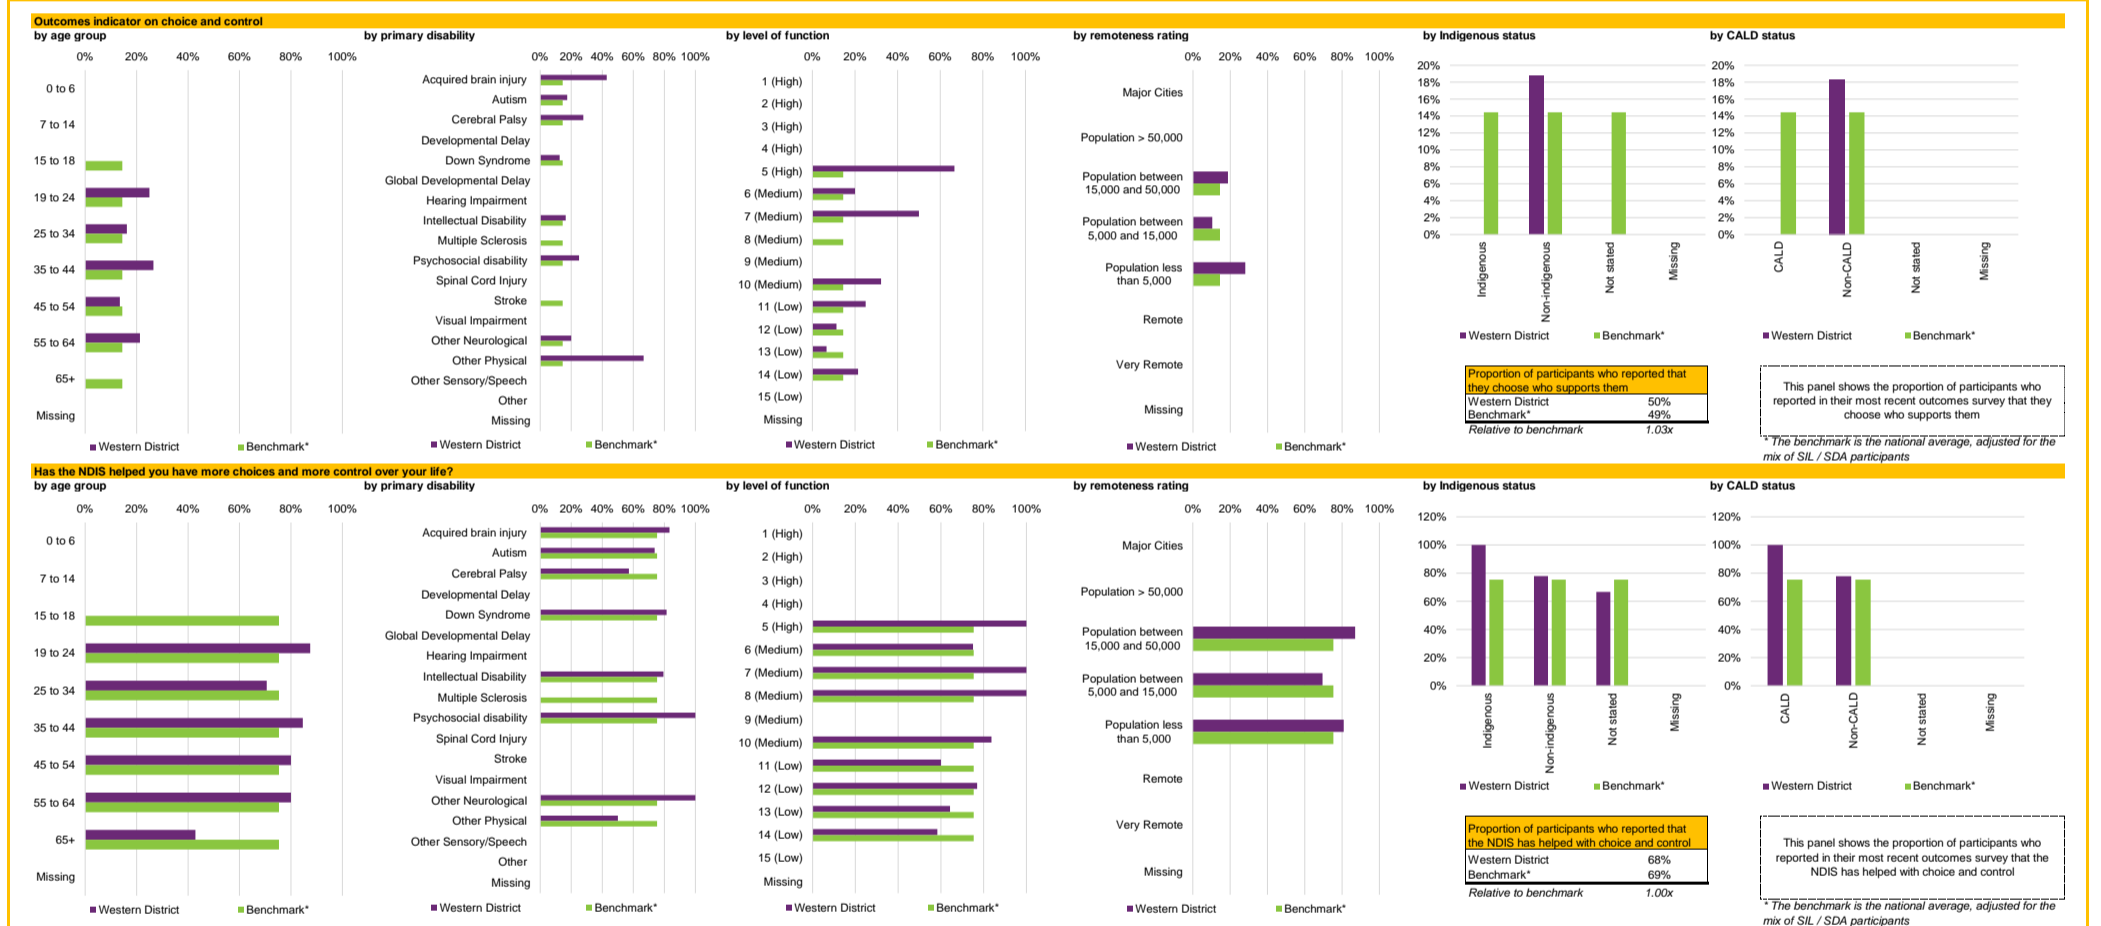 Outcomes indicator on choice and control
by age group
0% 20% 40% 60% 80% 100%
0 to 6
7 to 14
15 to 18
19 to 24
25 to 34
35 to 44
45 to 54
55 to 64
65+
Missing
Western District Benchmark*
by primary disability
0% 20% 40% 60% 80% 100%
Acquired brain injury
Autism
Cerebral Palsy
Developmental Delay
Down Syndrome
Global Developmental Delay
Hearing Impairment
Intellectual Disability
Multiple Sclerosis
Psychosocial disability
Spinal Cord Injury
Stroke
Visual Impairment
Other Neurological
Other Physical
Other Sensory/Speech
Other
Missing
Western District Benchmark*
by level of function
0% 20% 40% 60% 80% 100%
1 (High)
2 (High)
3 (High)
4 (High)
5 (High)
6 (Medium)
7 (Medium)
8 (Medium)
9 (Medium)
10 (Medium)
11 (Low)
12 (Low)
13 (Low)
14 (Low)
15 (Low)
Missing
Western District Benchmark*
by remoteness rating
0% 20% 40% 60% 80% 100%
Major Cities
Population > 50,000
Population between
15,000 and 50,000
Population between
5,000 and 15,000
Population less
than 5,000
Remote
Very Remote
Missing
Western District Benchmark*
by Indigenous status
20%
18%
16%
14%
12%
10%
8%
6%
4%
2%
0%
Indigenous
Non-indigenous
Not stated
Missing
Western District Benchmark*
by CALD status
20%
18%
16%
14%
12%
10%
8%
6%
4%
2%
0%
CALD
Non-CALD
Not stated
Missing
Western District Benchmark*
Proportion of participants who reported that
they choose who supports them
Western District 50%
Benchmark* 49%
Relative to benchmark 1.03x
This panel shows the proportion of participants who
reported in their most recent outcomes survey that they
choose who supports them
* The benchmark is the national average, adjusted for the
mix of SIL / SDA participants
Has the NDIS helped you have more choices and more control over your life?
by age group
0% 20% 40% 60% 80% 100%
0 to 6
7 to 14
15 to 18
19 to 24
25 to 34
35 to 44
45 to 54
55 to 64
65+
Missing
Western District Benchmark*
by primary disability
0% 20% 40% 60% 80% 100%
Acquired brain injury
Autism
Cerebral Palsy
Developmental Delay
Down Syndrome
Global Developmental Delay
Hearing Impairment
Intellectual Disability
Multiple Sclerosis
Psychosocial disability
Spinal Cord Injury
Stroke
Visual Impairment
Other Neurological
Other Physical
Other Sensory/Speech
Other
Missing
Western District Benchmark*
by level of function
0% 20% 40% 60% 80% 100%
1 (High)
2 (High)
3 (High)
4 (High)
5 (High)
6 (Medium)
7 (Medium)
8 (Medium)
9 (Medium)
10 (Medium)
11 (Low)
12 (Low)
13 (Low)
14 (Low)
15 (Low)
Missing
Western District Benchmark*
by remoteness rating
0% 20% 40% 60% 80% 100%
Major Cities
Population > 50,000
Population between
15,000 and 50,000
Population between
5,000 and 15,000
Population less
than 5,000
Remote
Very Remote
Missing
Western District Benchmark*
by Indigenous status
120%
100%
80%
60%
40%
20%
0%
Indigenous
Non-indigenous
Not stated
Missing
Western District Benchmark*
by CALD status
120%
100%
80%
60%
40%
20%
0%
CALD
Non-CALD
Not stated
Missing
Western District Benchmark*
Proportion of participants who reported that
the NDIS has helped with choice and control
Western District 68%
Benchmark* 69%
Relative to benchmark 1.00x
This panel shows the proportion of participants who
reported in their most recent outcomes survey that the
NDIS has helped with choice and control
* The benchmark is the national average, adjusted for the
mix of SIL / SDA participants